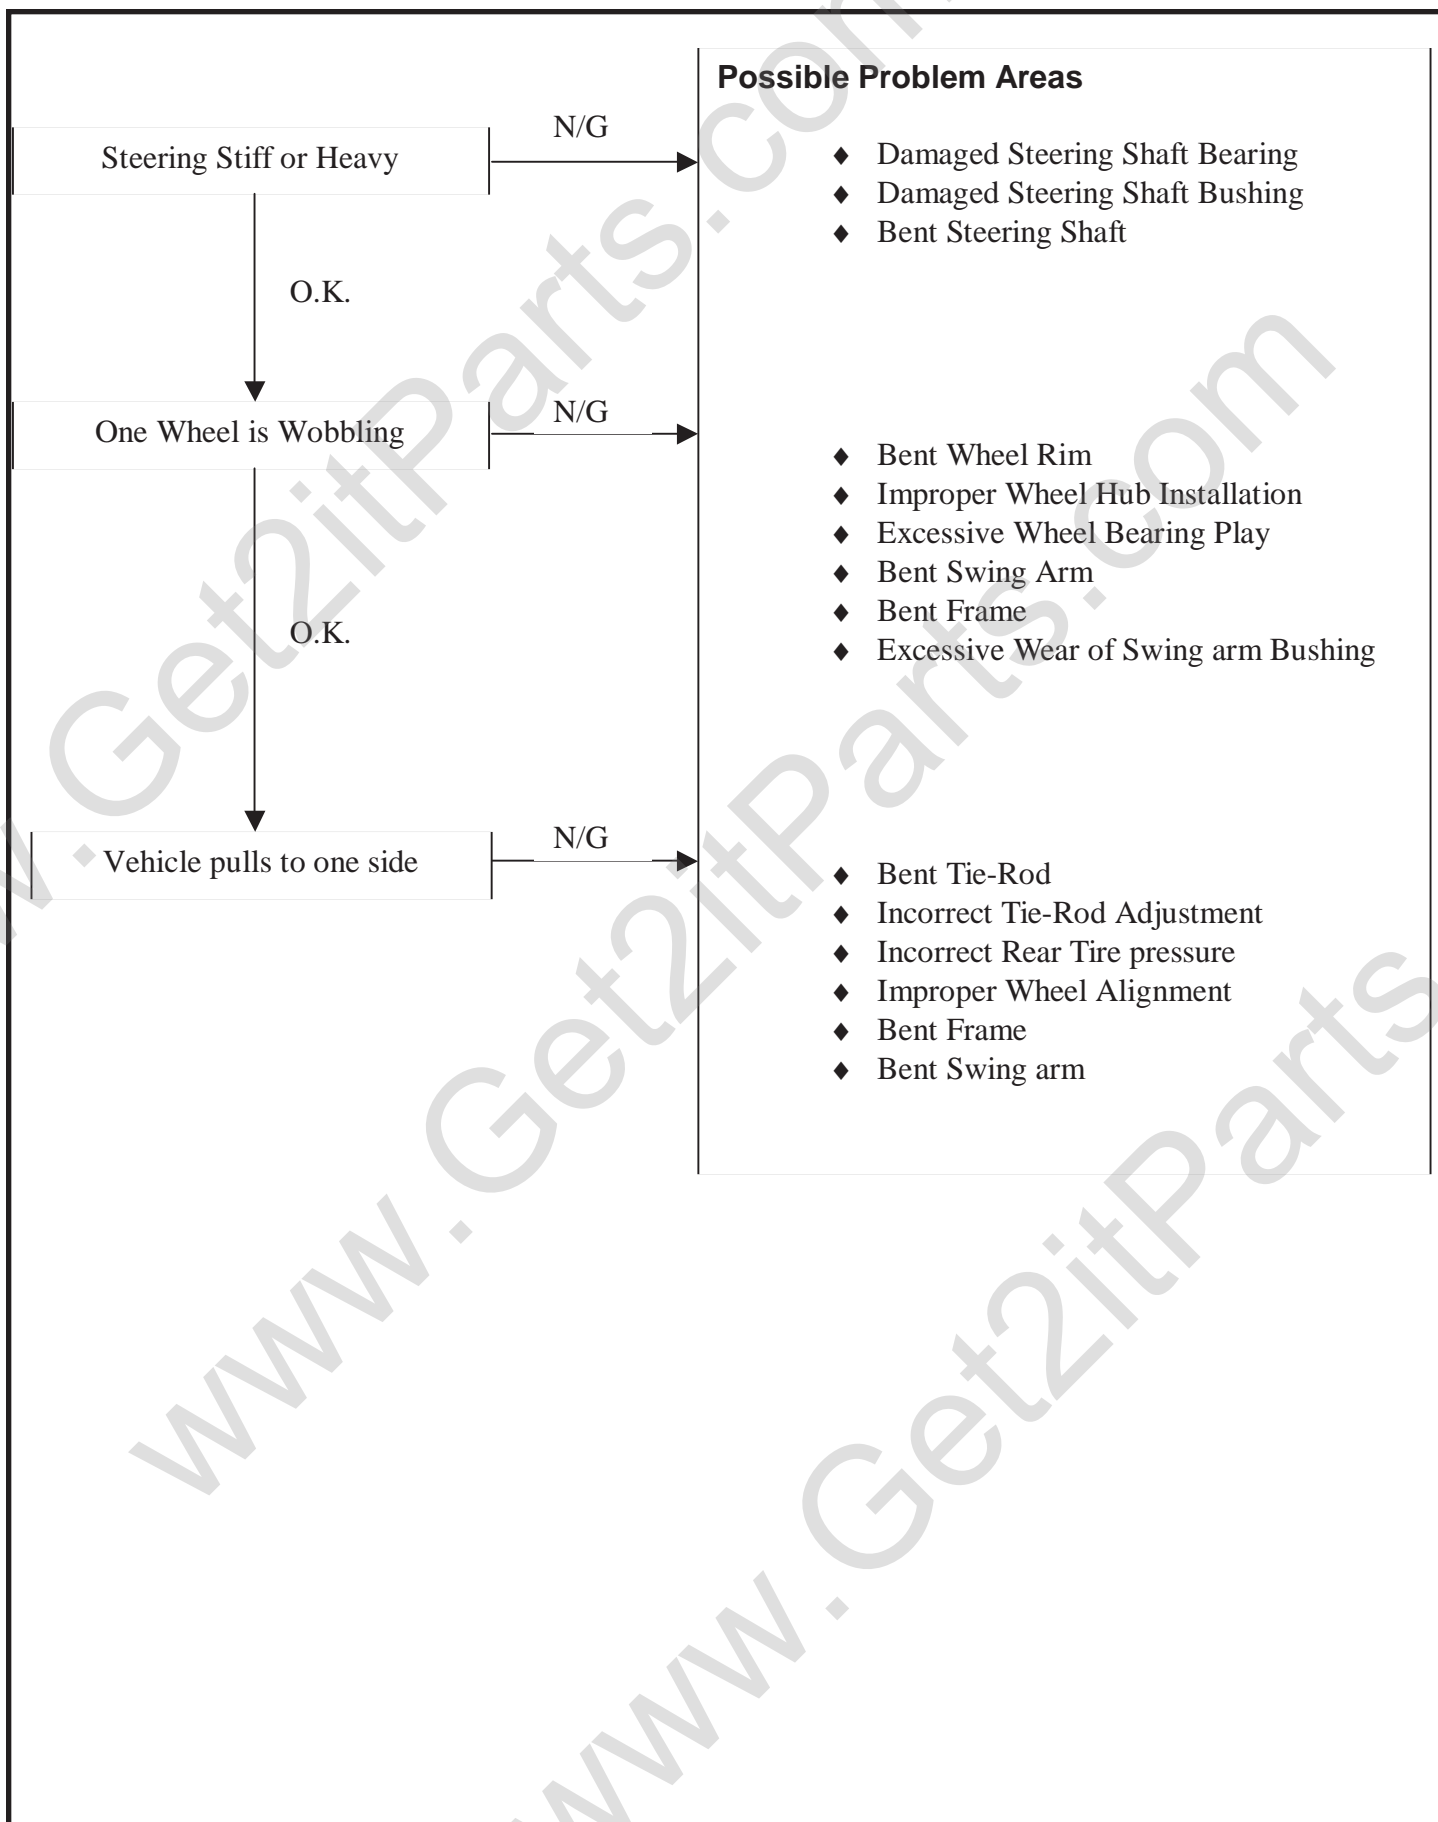 Possible Problem Areas
Steering Stiff or Heavy
N/G
♦ Damaged Steering Shaft Bearing
♦ Damaged Steering Shaft Bushing
♦ Bent Steering Shaft
O.K.
One Wheel is Wobbling
N/G
♦ Bent Wheel Rim
♦ Improper Wheel Hub Installation
♦ Excessive Wheel Bearing Play
♦ Bent Swing Arm
♦ Bent Frame
♦ Excessive Wear of Swing arm Bushing
O.K.
Vehicle pulls to one side
N/G
♦ Bent Tie-Rod
♦ Incorrect Tie-Rod Adjustment
♦ Incorrect Rear Tire pressure
♦ Improper Wheel Alignment
♦ Bent Frame
♦ Bent Swing arm
w.Get2itParts.com
www.Get2itParts.com
www.Get2itParts